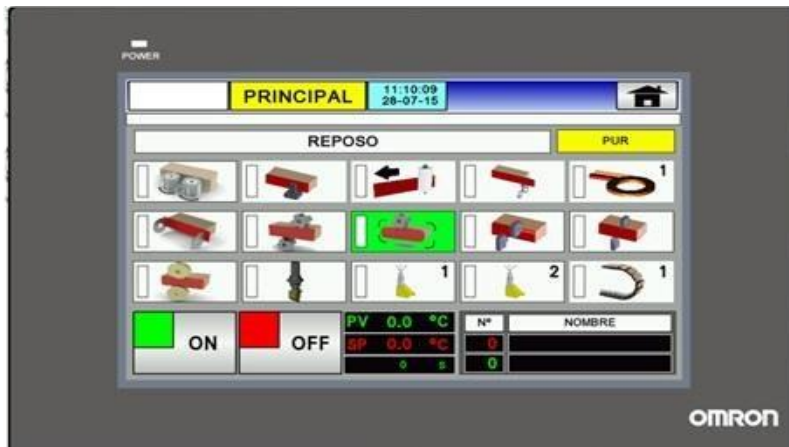 POWER
PRINCIPAL
11:10:09
28-07-15
REPOSO
PUR
1
1
2
1
ON
OFF
PV 0.0 °C
SP 0.0 °C
0 s
Nº
NOMBRE
0
0
OMRON